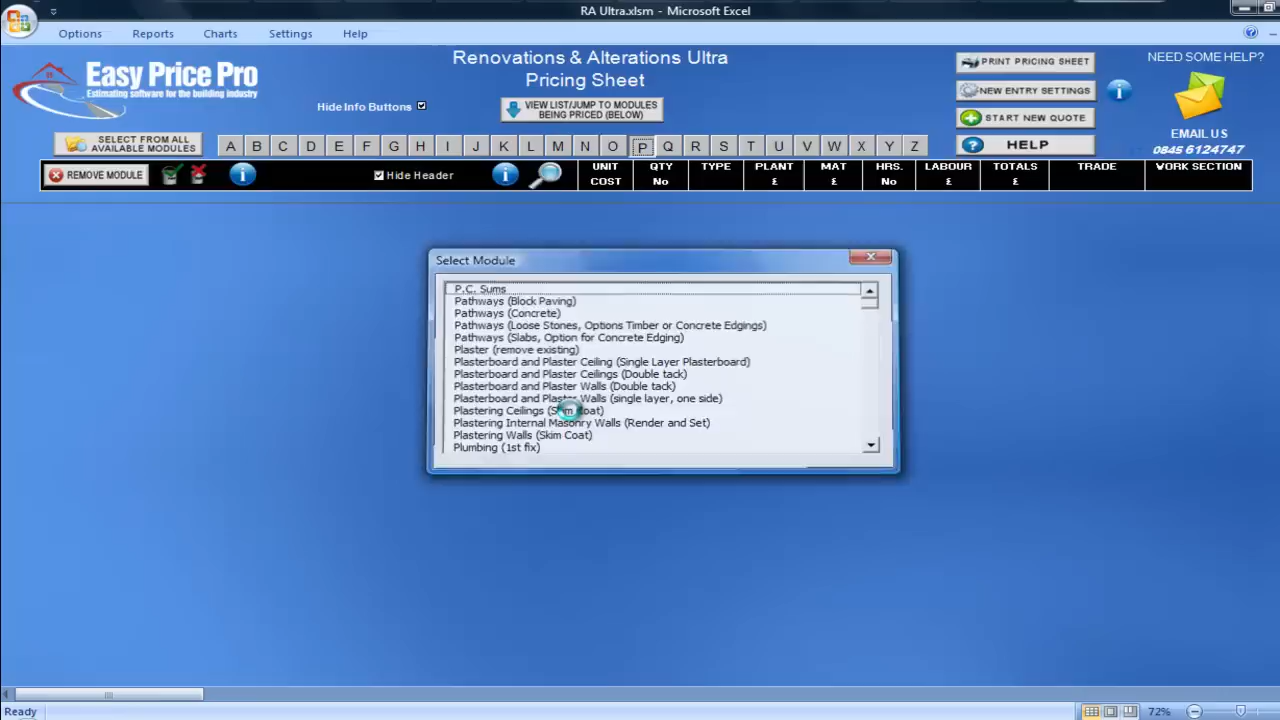 RA Ultra.xlsm - Microsoft Excel
Options Reports Charts Settings Help
Easy Price Pro
Estimating software for the building industry
Renovations & Alterations Ultra
Pricing Sheet
Hide Info Buttons
VIEW LIST/JUMP TO MODULES
BEING PRICED (BELOW)
PRINT PRICING SHEET
NEW ENTRY SETTINGS
START NEW QUOTE
HELP
NEED SOME HELP?
EMAIL US
0845 6124747
SELECT FROM ALL
AVAILABLE MODULES
A B C D E F G H I J K L M N O P Q R S T U V W X Y Z
REMOVE MODULE
Hide Header
UNIT
COST
QTY
No
TYPE
PLANT
£
MAT
£
HRS.
No
LABOUR
£
TOTALS
£
TRADE
WORK SECTION
Select Module
P.C. Sums
Pathways (Block Paving)
Pathways (Concrete)
Pathways (Loose Stones, Options Timber or Concrete Edgings)
Pathways (Slabs, Option for Concrete Edging)
Plaster (remove existing)
Plasterboard and Plaster Ceiling (Single Layer Plasterboard)
Plasterboard and Plaster Ceilings (Double tack)
Plasterboard and Plaster Walls (Double tack)
Plasterboard and Plaster Walls (single layer, one side)
Plastering Ceilings (Skim Coat)
Plastering Internal Masonry Walls (Render and Set)
Plastering Walls (Skim Coat)
Plumbing (1st fix)
Ready
72%